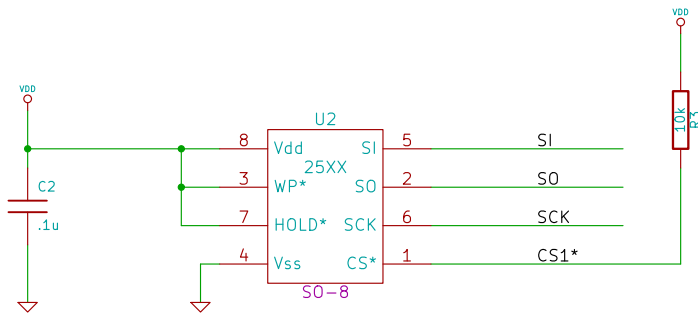 VDD
VDD
U2
8 Vdd SI 5 SI
25XX
10k R3
C2
3 WP* SO 2 SO
.1u
7 HOLD* SCK 6 SCK
4 Vss CS* 1 CS1*
SO-8